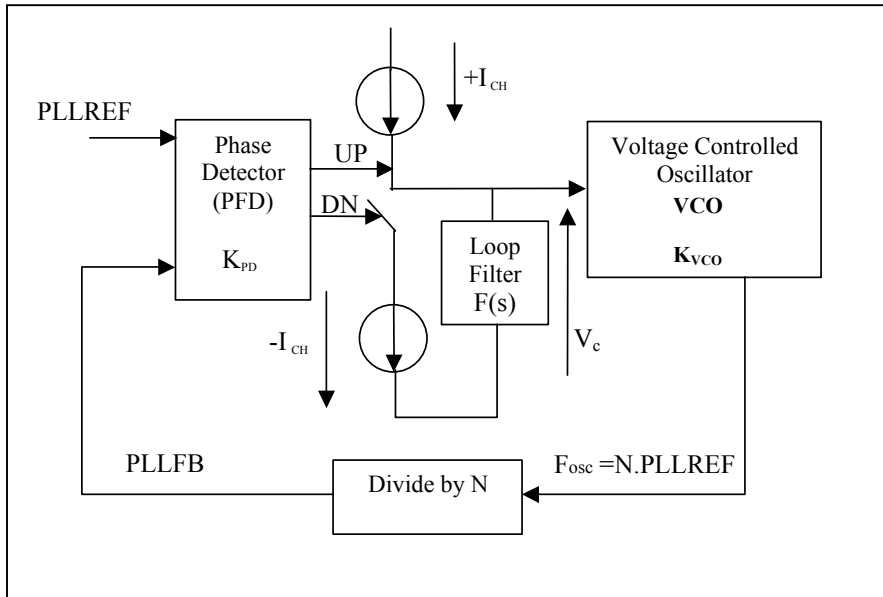 PLLREF
Phase
Detector
(PFD)
K_PD
UP
DN
+I_CH
-I_CH
Loop
Filter
F(s)
V_c
Voltage Controlled
Oscillator
VCO
K_VCO
PLLFB
Divide by N
F_osc =N.PLLREF